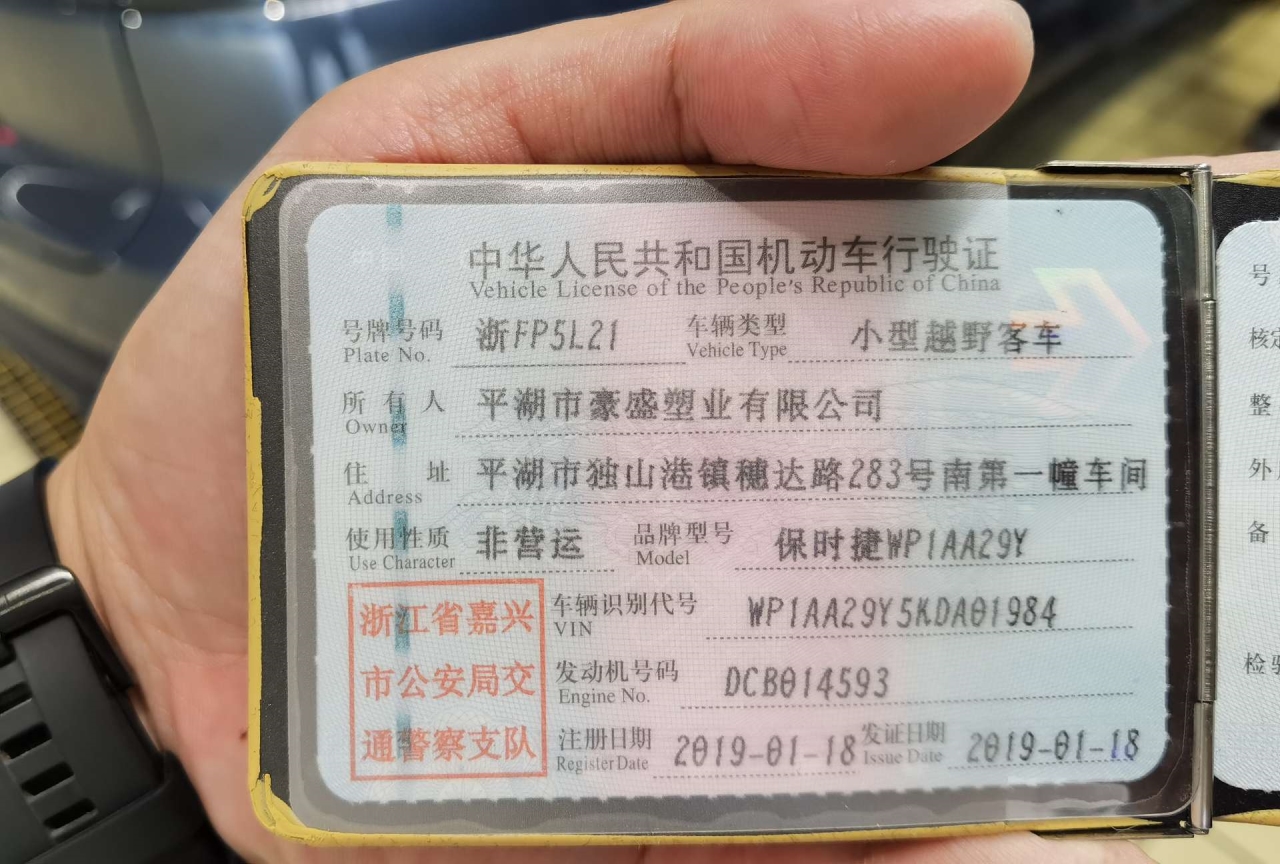 中华人民共和国机动车行驶证
Vehicle License of the People's Republic of China
号牌号码 浙FP5L21 车辆类型 小型越野客车
Plate No. Vehicle Type
所有人 平湖市豪盛塑业有限公司
Owner
住址 平湖市独山港镇穗达路283号南第一幢车间
Address
使用性质 非营运 品牌型号 保时捷WP1AA29Y
Use Character Model
浙江省嘉兴
市公安局交
通警察支队
车辆识别代号 WP1AA29Y5KDA01984
VIN
发动机号码 DCB014593
Engine No.
注册日期 2019-01-18 发证日期 2019-01-18
Register Date Issue Date
号
核定
整
外
备
检验